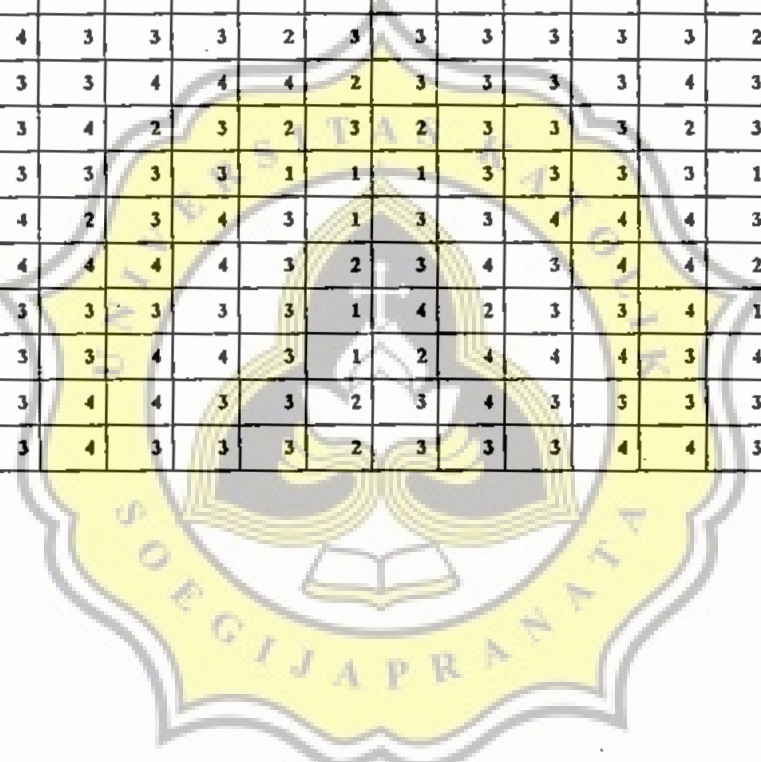 4 3 3 3 2 3 3 3 3 3 3 2
3 3 4 4 4 2 3 3 3 3 4 3
3 4 2 3 2 3 2 3 3 3 2 3
3 3 3 3 1 1 1 3 3 3 3 1
4 2 3 4 3 1 3 3 4 4 4 3
4 4 4 4 3 2 3 4 3 4 4 2
3 3 3 3 3 1 4 2 3 3 4 1
3 3 4 4 3 1 2 4 4 4 3 4
3 4 4 3 3 2 3 4 3 3 3 3
3 4 3 3 3 2 3 3 3 4 4 3
UNIVERSITAS KATOLIK
SOEGIJAPRANATA